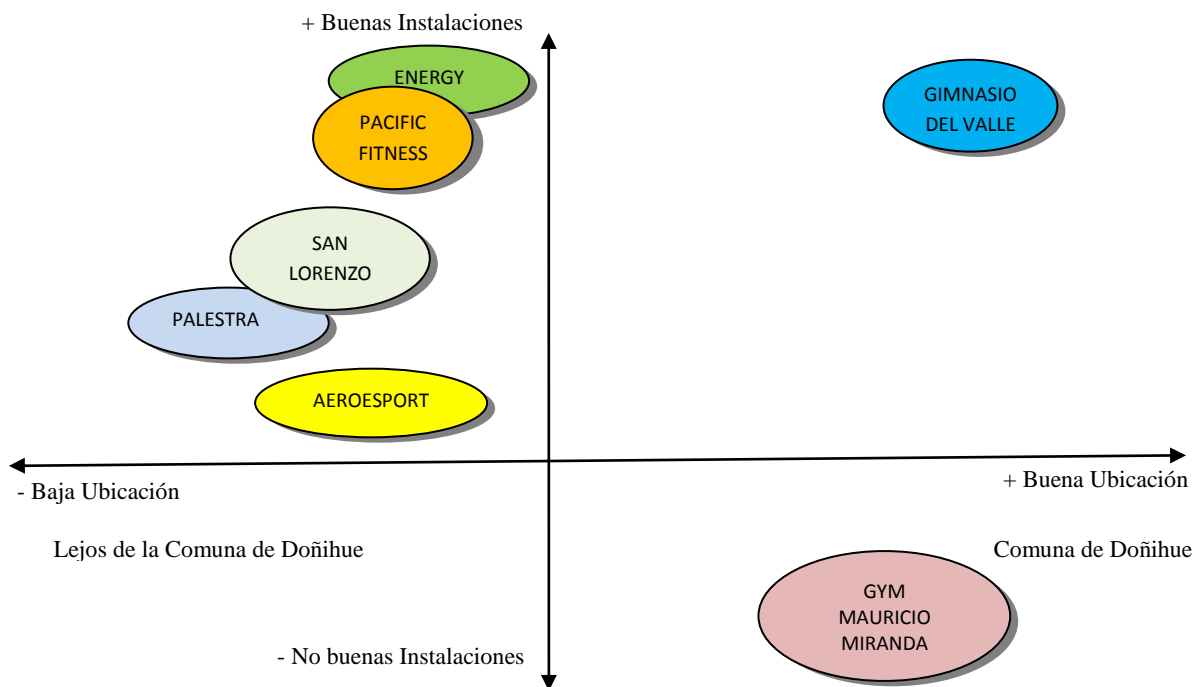 + Buenas Instalaciones
ENERGY
GIMNASIO
DEL VALLE
PACIFIC
FITNESS
SAN
LORENZO
PALESTRA
AEROESPORT
- Baja Ubicación
+ Buena Ubicación
Lejos de la Comuna de Doñihue
Comuna de Doñihue
GYM
MAURICIO
MIRANDA
- No buenas Instalaciones